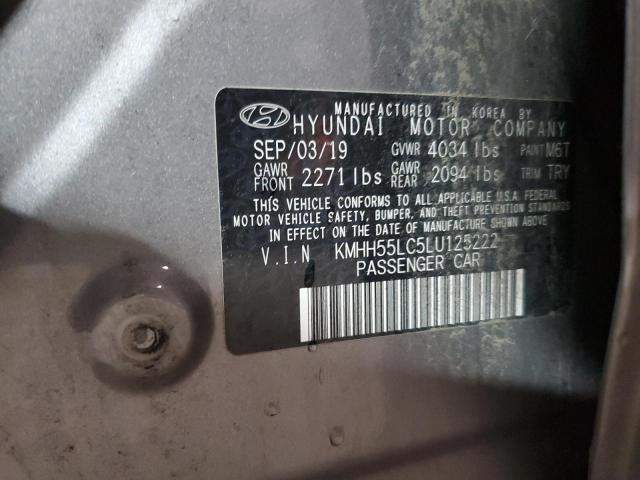 MANUFACTURED IN KOREA BY
HYUNDAI MOTOR COMPANY
SEP/03/19 GVWR 4034 lbs PAINT M6T
GAWR FRONT 2271 lbs GAWR REAR 2094 lbs TRIM TRY
THIS VEHICLE CONFORMS TO ALL APPLICABLE U.S.A. FEDERAL
MOTOR VEHICLE SAFETY, BUMPER, AND THEFT PREVENTION STANDARDS
IN EFFECT ON THE DATE OF MANUFACTURE SHOWN ABOVE.
V.I.N KMHH55LC5LU125222
PASSENGER CAR